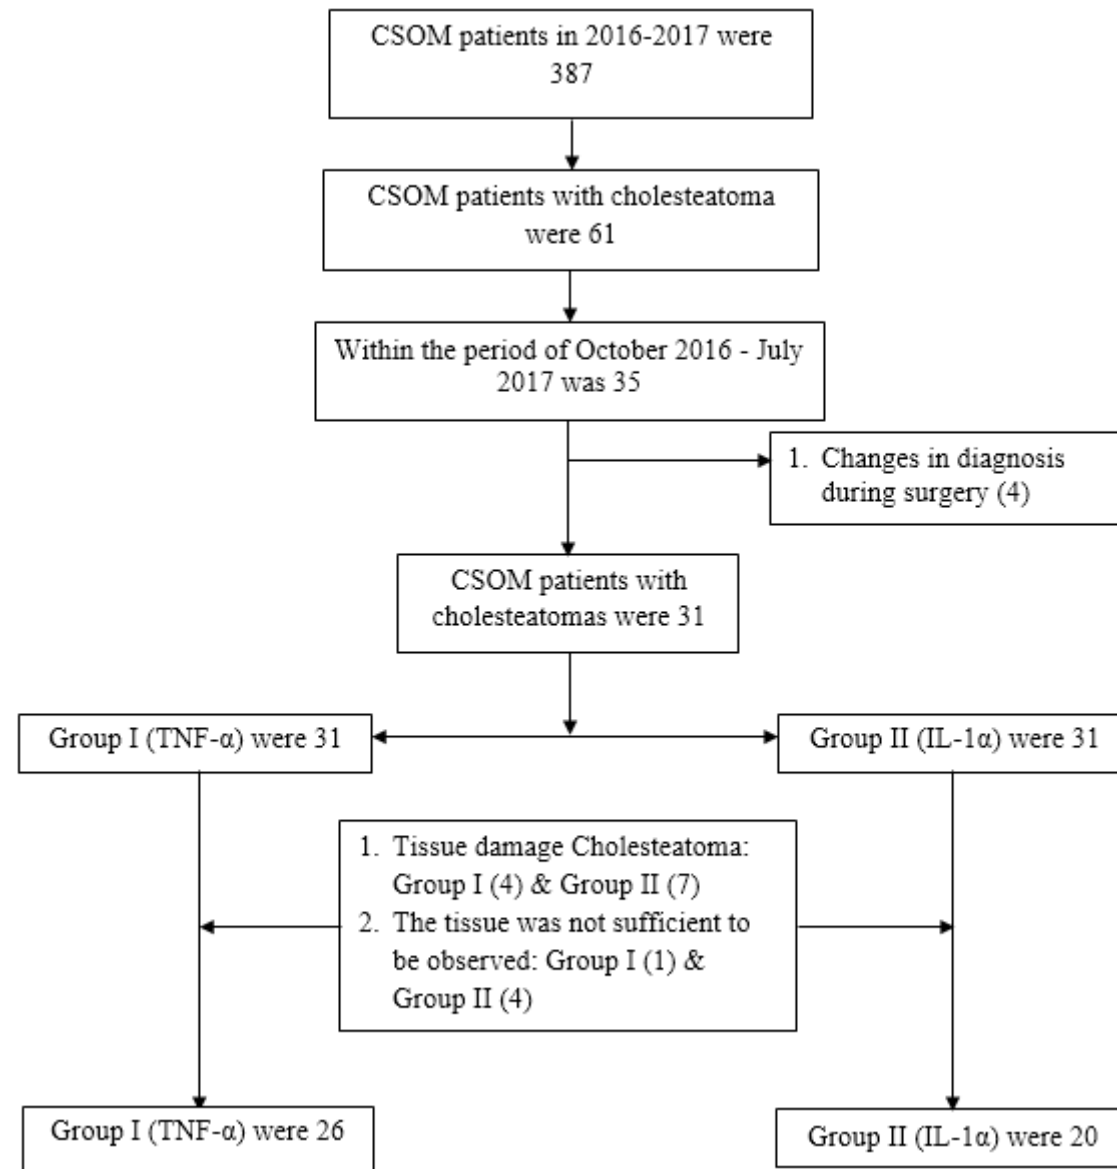 CSOM patients in 2016-2017 were
387
CSOM patients with cholesteatoma
were 61
Within the period of October 2016 - July
2017 was 35
1. Changes in diagnosis
during surgery (4)
CSOM patients with
cholesteatomas were 31
Group I (TNF-α) were 31
Group II (IL-1α) were 31
1. Tissue damage Cholesteatoma:
Group I (4) & Group II (7)
2. The tissue was not sufficient to
be observed: Group I (1) &
Group II (4)
Group I (TNF-α) were 26
Group II (IL-1α) were 20